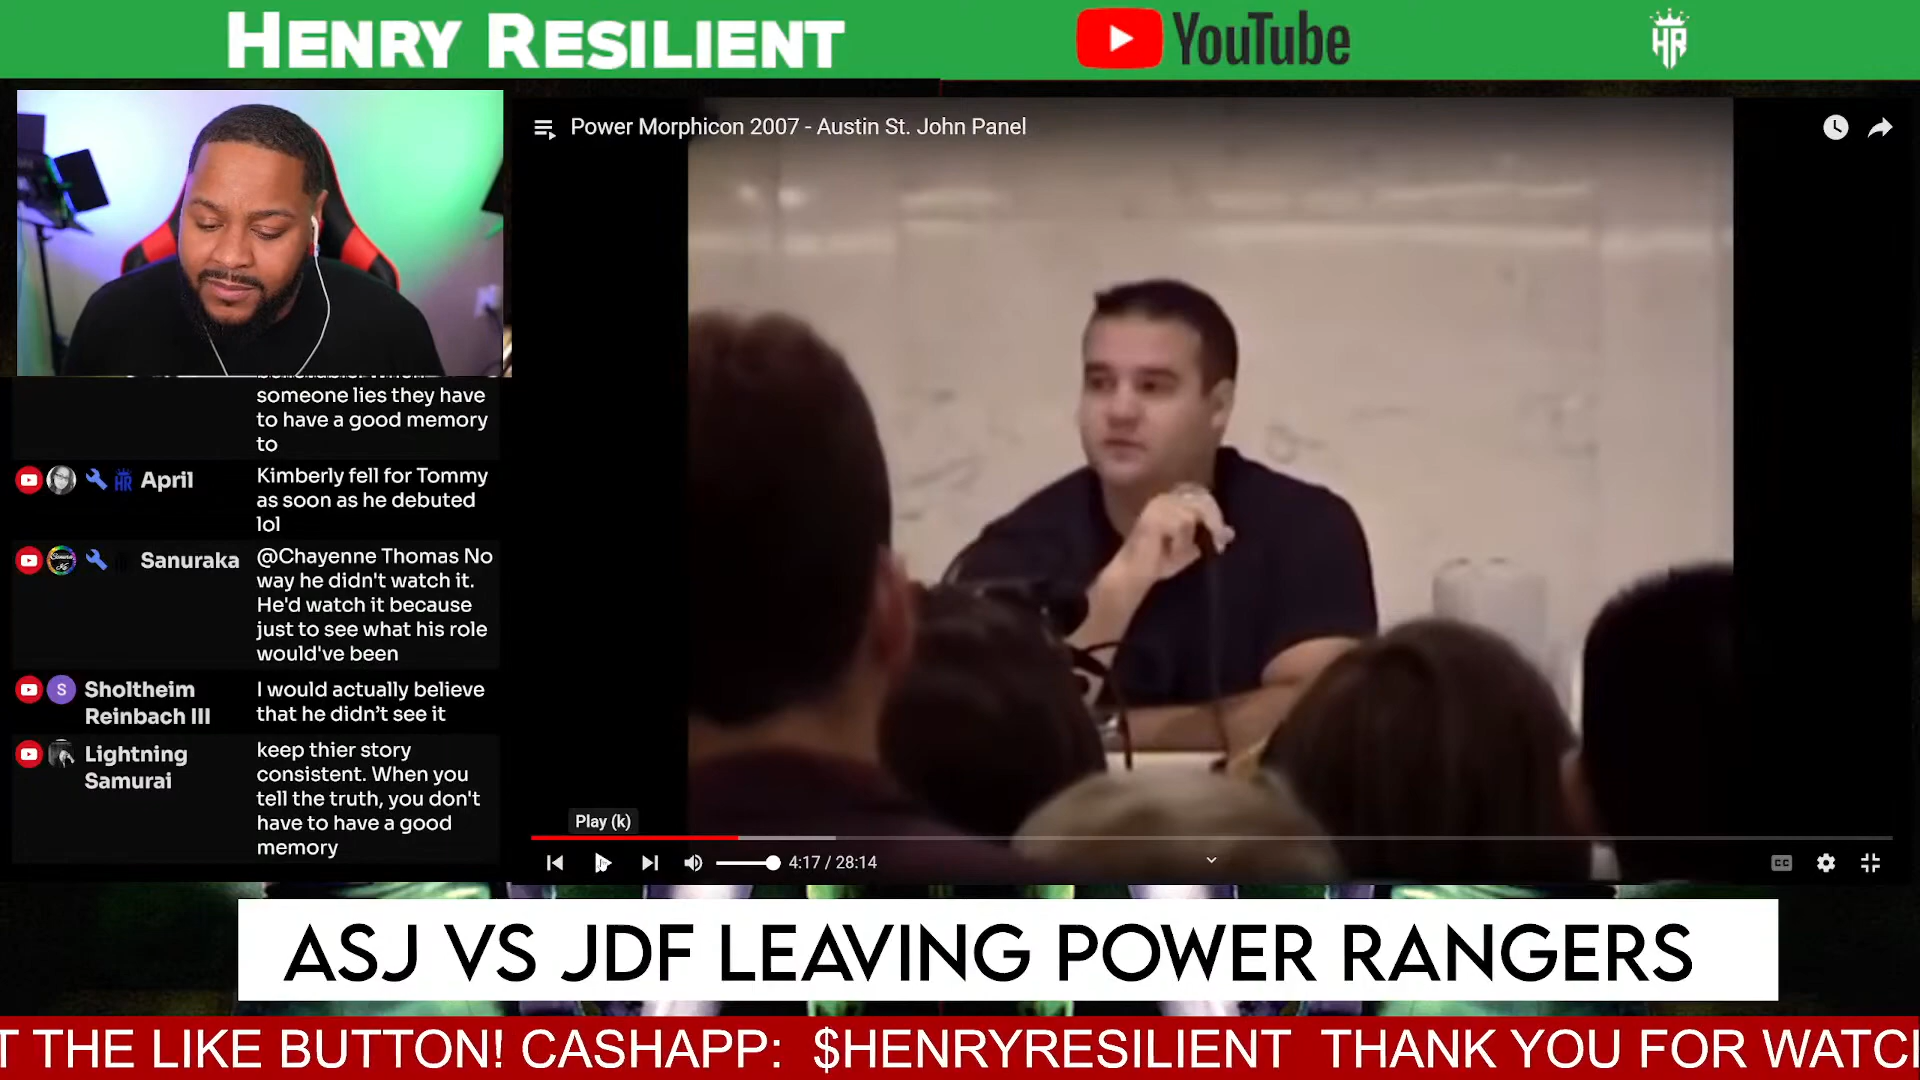 HENRY RESILIENT
YouTube
HR
Power Morphicon 2007 - Austin St. John Panel
someone lies they have
to have a good memory
to
HR April
Kimberly fell for Tommy
as soon as he debuted
lol
Sanuraka
@Chayenne Thomas No
way he didn't watch it.
He'd watch it because
just to see what his role
would've been
S
Sholtheim
Reinbach III
I would actually believe
that he didn’t see it
Lightning
Samurai
keep thier story
consistent. When you
tell the truth, you don't
have to have a good
memory
Play (k)
4:17 / 28:14
CC
ASJ VS JDF LEAVING POWER RANGERS
T THE LIKE BUTTON! CASHAPP: $HENRYRESILIENT THANK YOU FOR WATC